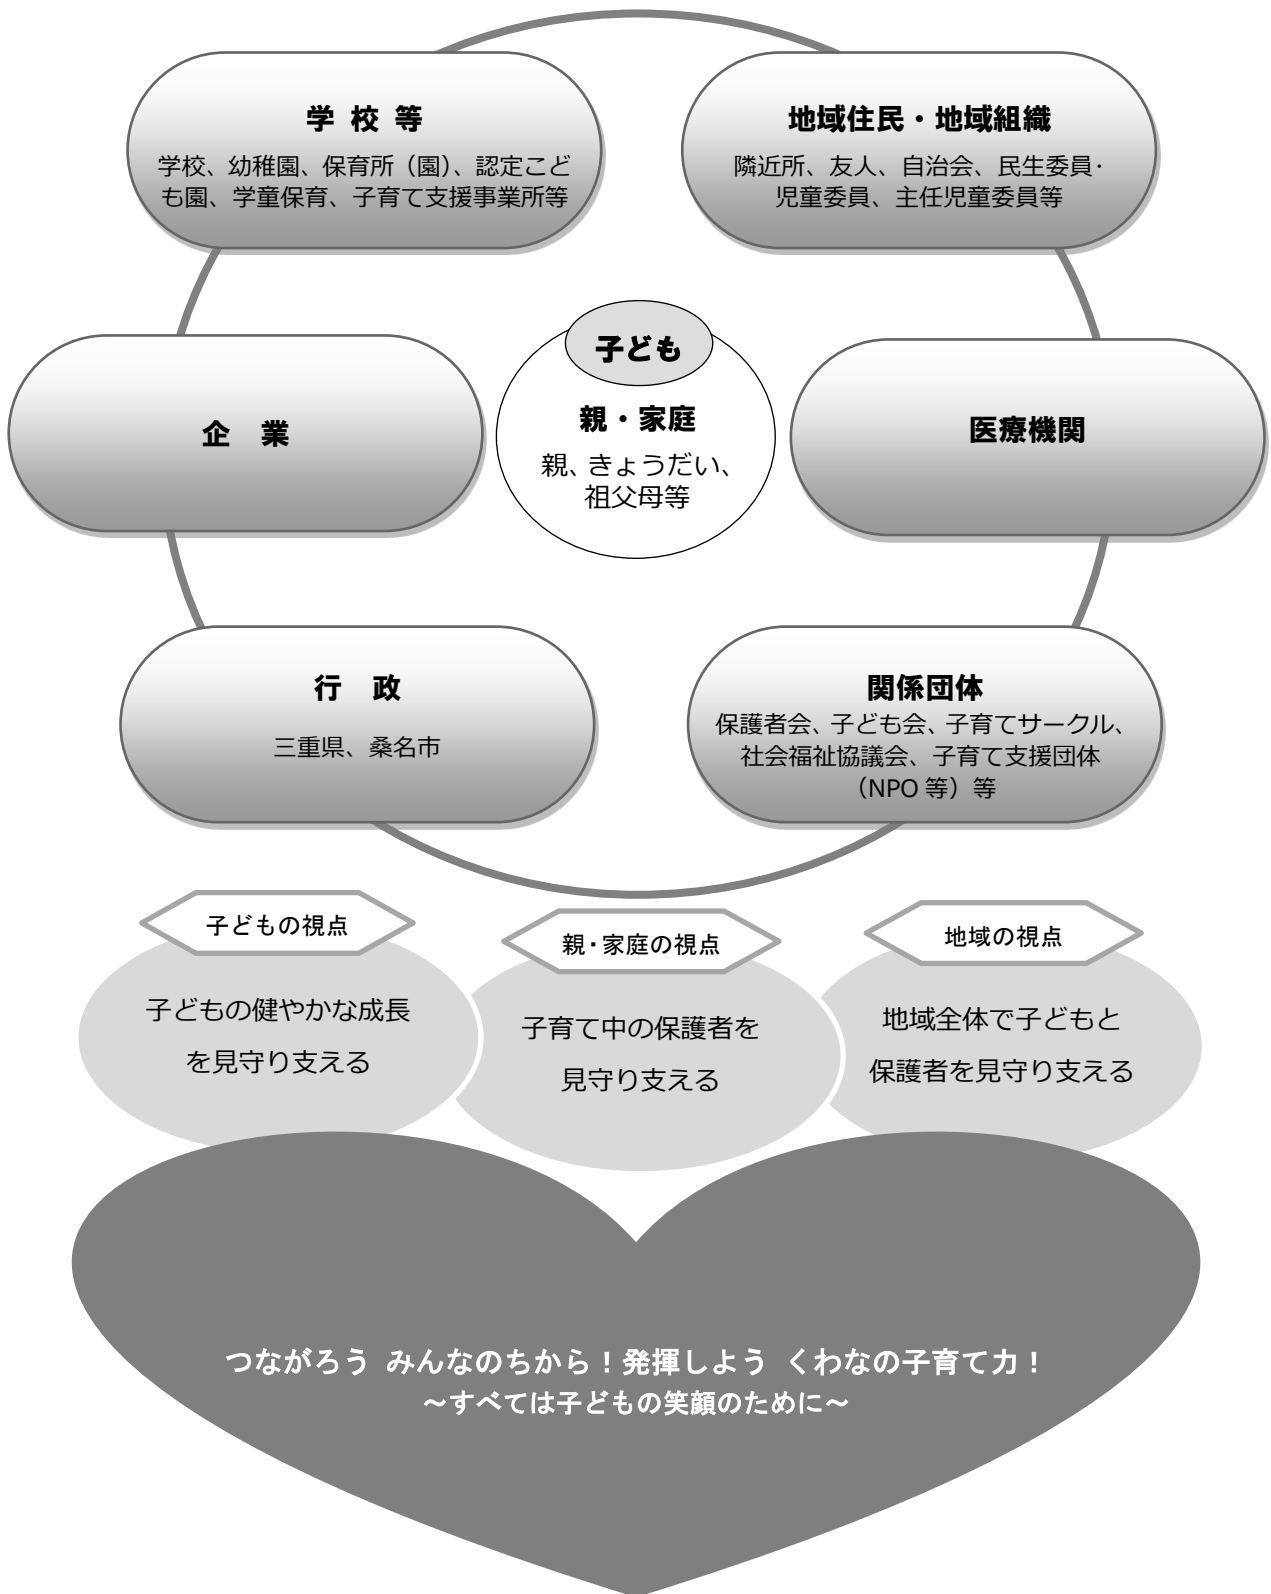 学 校 等
学校、幼稚園、保育所（園）、認定こど
も園、学童保育、子育て支援事業所等
地域住民・地域組織
隣近所、友人、自治会、民生委員・
児童委員、主任児童委員等
企　業
子ども
親・家庭
親、きょうだい、
祖父母等
医療機関
行　政
三重県、桑名市
関係団体
保護者会、子ども会、子育てサークル、
社会福祉協議会、子育て支援団体
（NPO 等）等
子どもの視点
子どもの健やかな成長
を見守り支える
親・家庭の視点
子育て中の保護者を
見守り支える
地域の視点
地域全体で子どもと
保護者を見守り支える
つながろう みんなのちから！発揮しよう くわなの子育て力！
～すべては子どもの笑顔のために～